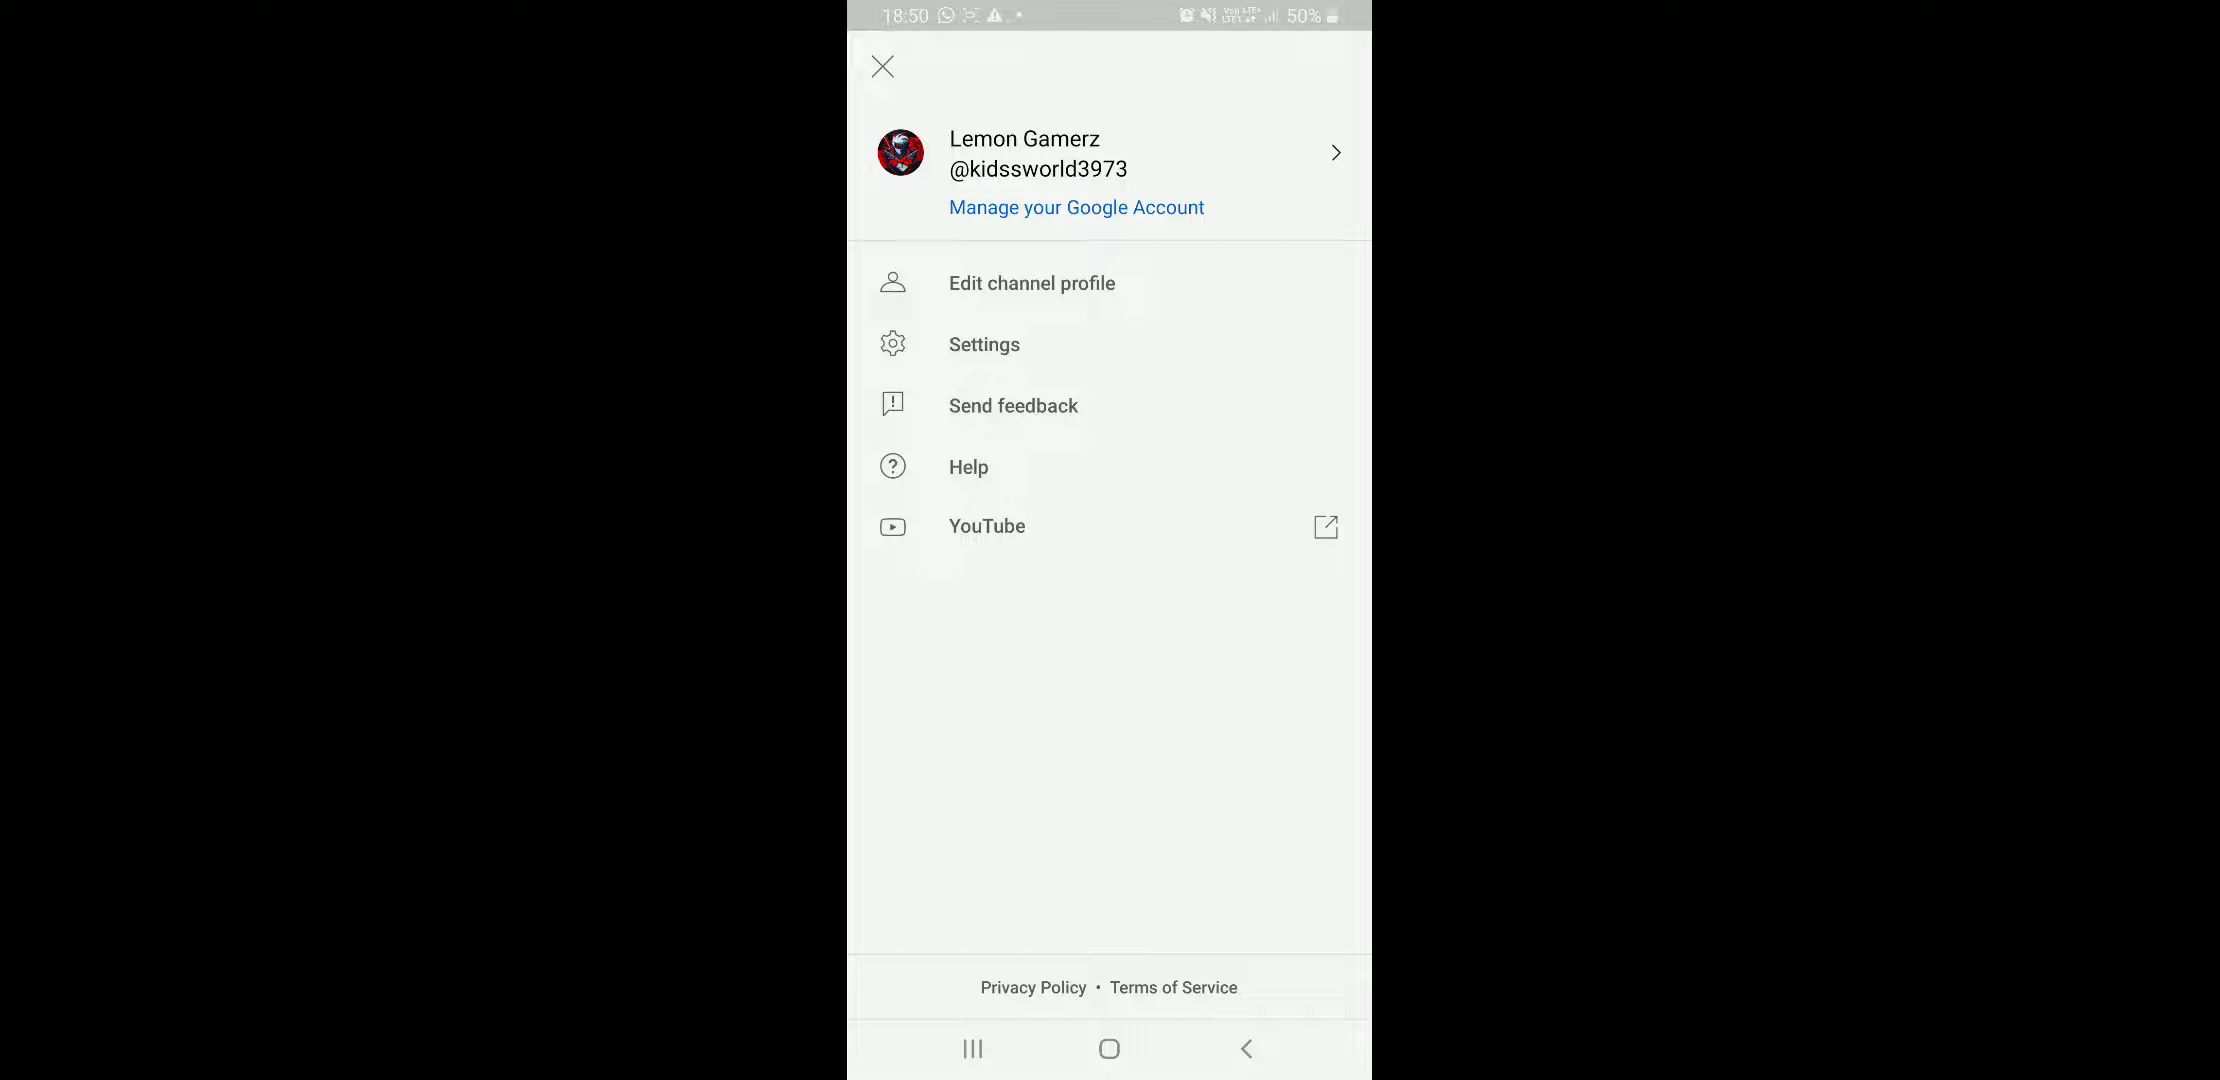 18:50 50%
Lemon Gamerz
@kidssworld3973
Manage your Google Account
Edit channel profile
Settings
Send feedback
Help
YouTube
Privacy Policy • Terms of Service